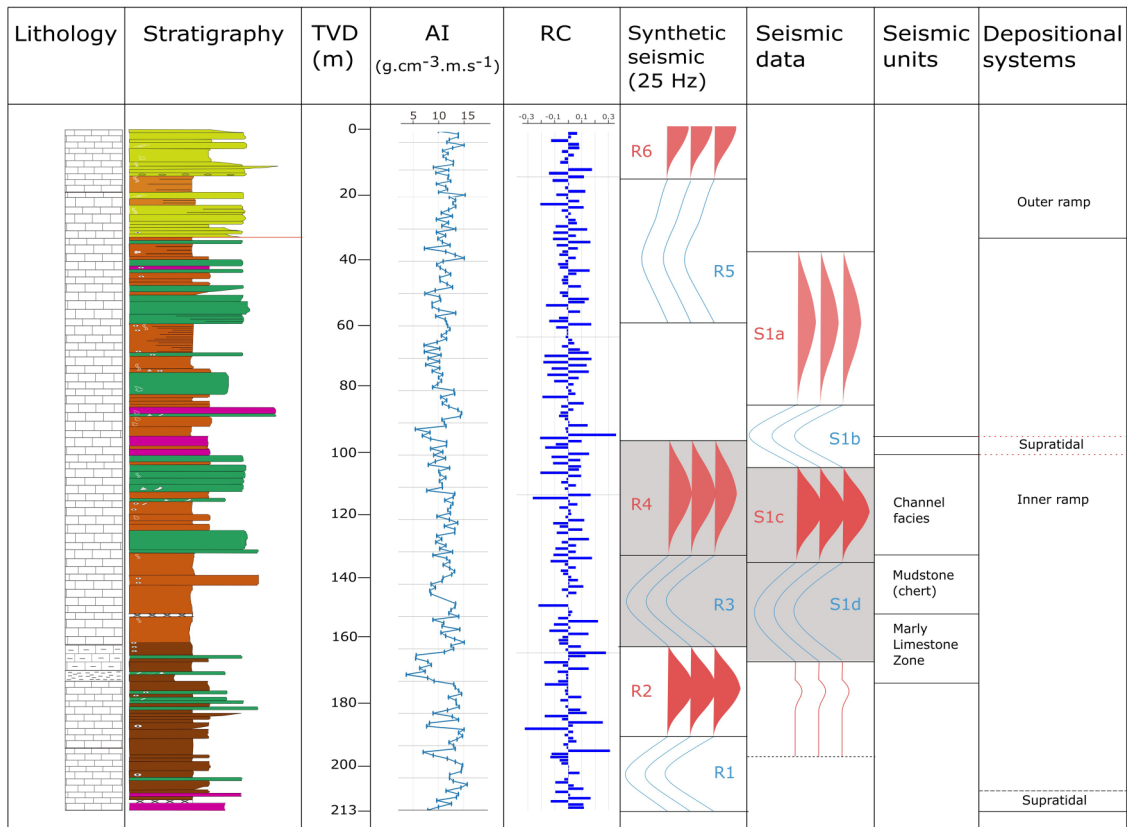 Lithology
Stratigraphy
TVD
(m)
AI
(g.cm-3.m.s-1)
RC
Synthetic
seismic
(25 Hz)
Seismic
data
Seismic
units
Depositional
systems
5 10 15
-0.3 -0.1 0.1 0.3
0
20
40
60
80
100
120
140
160
180
200
213
R6
R5
R4
R3
R2
R1
S1a
S1b
S1c
S1d
Channel
facies
Mudstone
(chert)
Marly
Limestone
Zone
Outer ramp
Supratidal
Inner ramp
Supratidal